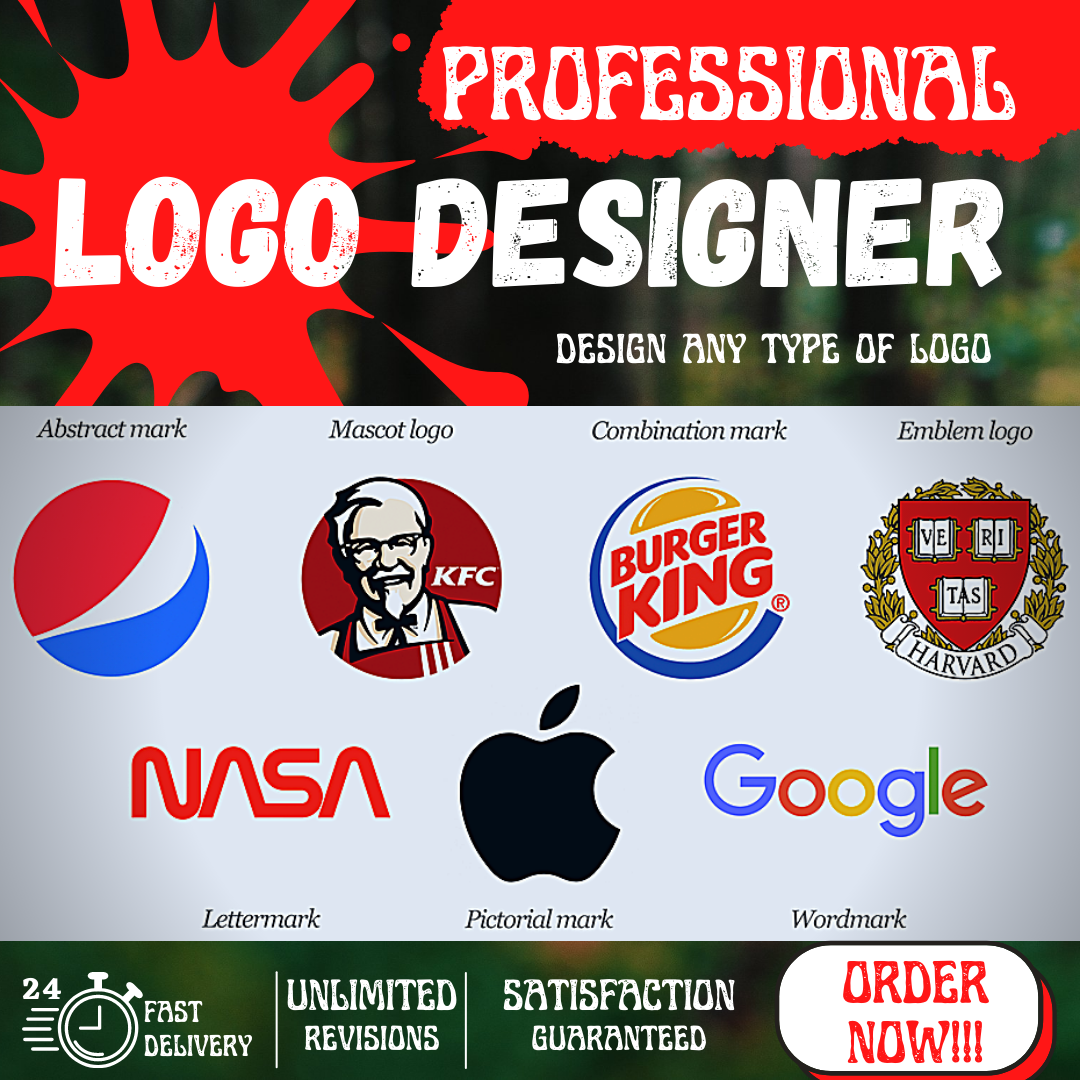 PROFESSIONAL
LOGO DESIGNER
DESIGN ANY TYPE OF LOGO
Abstract mark
Mascot logo
Combination mark
Emblem logo
KFC
BURGER
KING
®
VE RI
TAS
HARVARD
NASA
Google
Lettermark
Pictorial mark
Wordmark
24
FAST
DELIVERY
UNLIMITED
REVISIONS
SATISFACTION
GUARANTEED
ORDER
NOW!!!